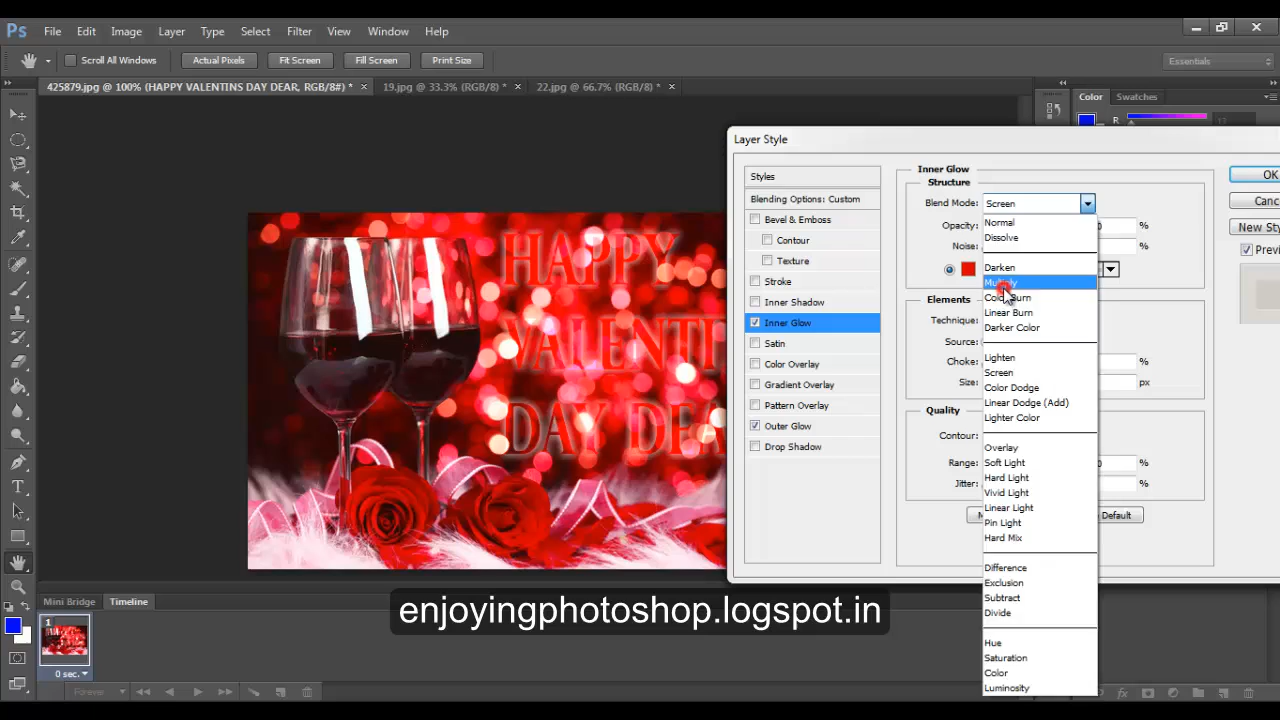 Ps File Edit Image Layer Type Select Filter View Window Help
Scroll All Windows Actual Pixels Fit Screen Fill Screen Print Size Essentials
425879.jpg @ 100% (HAPPY VALENTINS DAY DEAR, RGB/8#) * × 19.jpg @ 33.3% (RGB/8) * × 22.jpg @ 66.7% (RGB/8) * ×
Color Swatches
R
Layer Style
Styles
Blending Options: Custom
Bevel & Emboss
Contour
Texture
Stroke
Inner Shadow
Inner Glow
Satin
Color Overlay
Gradient Overlay
Pattern Overlay
Outer Glow
Drop Shadow
Inner Glow
Structure
Blend Mode: Screen
Opacity: %
Noise: %
Elements
Technique:
Source:
Choke: %
Size: px
Quality
Contour:
Range: %
Jitter: %
Default
Normal
Dissolve
Darken
Multiply
Color Burn
Linear Burn
Darker Color
Lighten
Screen
Color Dodge
Linear Dodge (Add)
Lighter Color
Overlay
Soft Light
Hard Light
Vivid Light
Linear Light
Pin Light
Hard Mix
Difference
Exclusion
Subtract
Divide
Hue
Saturation
Color
Luminosity
OK
Canc
New Sty
Previ
HAPPY
VALENTI
DAY DEA
Mini Bridge Timeline
enjoyingphotoshop.logspot.in
1
0 sec.
Forever
fx